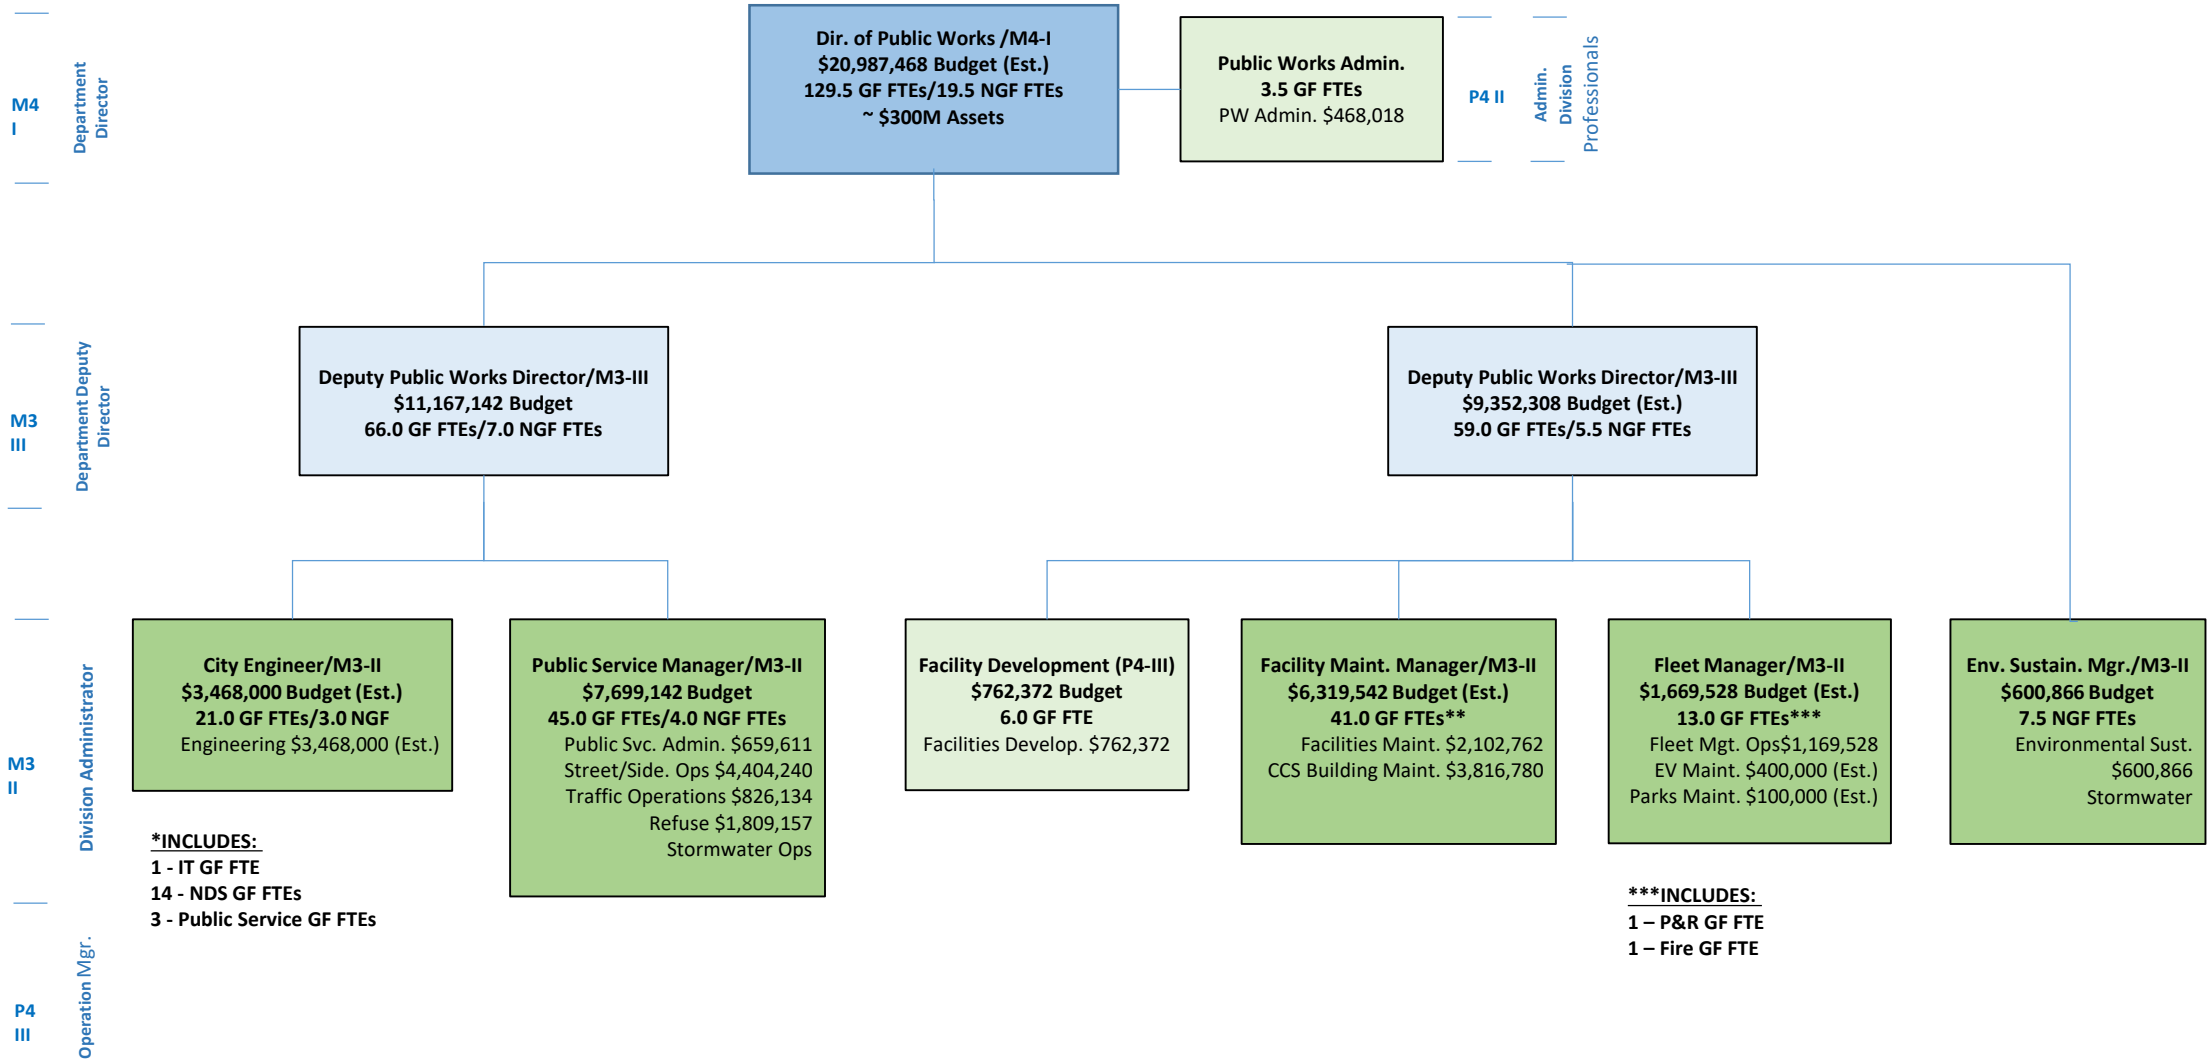 Dir. of Public Works /M4-I
$20,987,468 Budget (Est.)
129.5 GF FTEs/19.5 NGF FTEs
~ $300M Assets
Public Works Admin.
3.5 GF FTEs
PW Admin. $468,018
P4 II
Admin.
Division
Professionals
M4
I
Department
Director
M3
III
Department Deputy
Director
Deputy Public Works Director/M3-III
$11,167,142 Budget
66.0 GF FTEs/7.0 NGF FTEs
Deputy Public Works Director/M3-III
$9,352,308 Budget (Est.)
59.0 GF FTEs/5.5 NGF FTEs
M3
II
Division Administrator
City Engineer/M3-II
$3,468,000 Budget (Est.)
21.0 GF FTEs/3.0 NGF
Engineering $3,468,000 (Est.)
Public Service Manager/M3-II
$7,699,142 Budget
45.0 GF FTEs/4.0 NGF FTEs
Public Svc. Admin. $659,611
Street/Side. Ops $4,404,240
Traffic Operations $826,134
Refuse $1,809,157
Stormwater Ops
Facility Development (P4-III)
$762,372 Budget
6.0 GF FTE
Facilities Develop. $762,372
Facility Maint. Manager/M3-II
$6,319,542 Budget (Est.)
41.0 GF FTEs**
Facilities Maint. $2,102,762
CCS Building Maint. $3,816,780
Fleet Manager/M3-II
$1,669,528 Budget (Est.)
13.0 GF FTEs***
Fleet Mgt. Ops$1,169,528
EV Maint. $400,000 (Est.)
Parks Maint. $100,000 (Est.)
Env. Sustain. Mgr./M3-II
$600,866 Budget
7.5 NGF FTEs
Environmental Sust.
$600,866
Stormwater
*INCLUDES:
1 - IT GF FTE
14 - NDS GF FTEs
3 - Public Service GF FTEs
***INCLUDES:
1 – P&R GF FTE
1 – Fire GF FTE
P4
III
Operation Mgr.